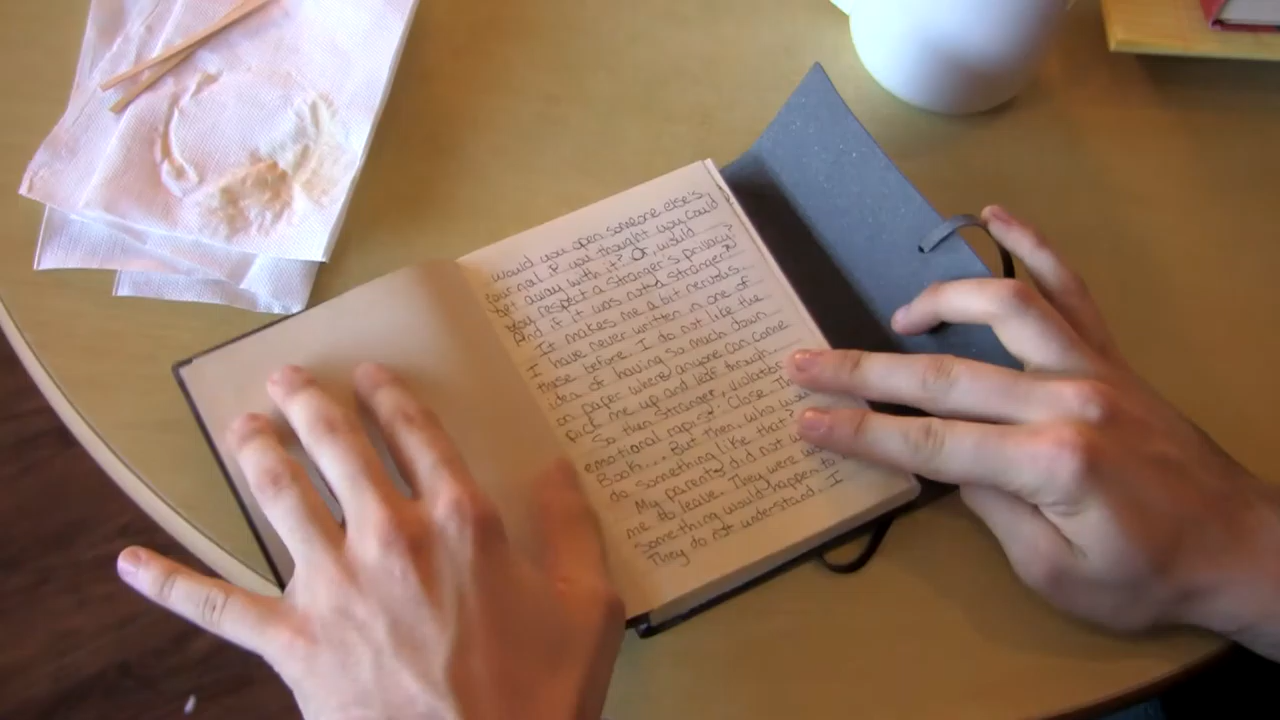 Would you open someone else's
journal if you thought you could
get away with it? Or, would
you respect a stranger's privacy?
And if it was not a stranger?
It makes me a bit nervous.
I have never written in one of
these before. I do not like the
idea of having so much down
on paper where anyone can come
pick me up and leaf through.
So then: Stranger, violator,
emotional rapist: Close. Th
Book... But then, who wou
do something like that?
My parents did not w
me to leave. They were wo
something would happen to
They do not understand. I